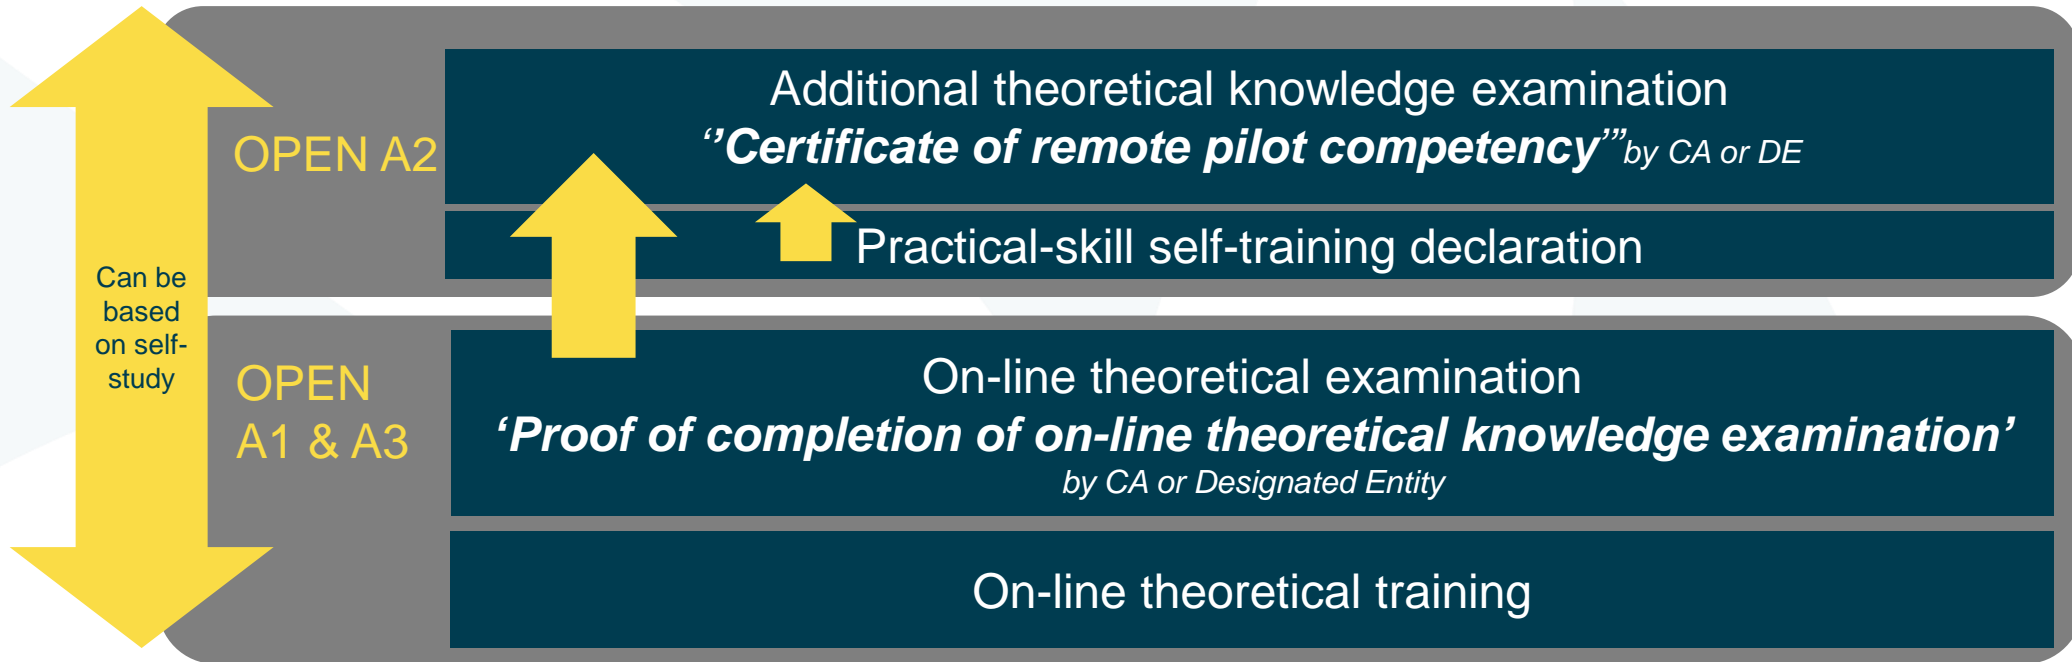 Additional theoretical knowledge examination
‘’Certificate of remote pilot competency’”by CA or DE
OPEN A2
Practical-skill self-training declaration
Can be
based
on self-
study
OPEN
A1 & A3
On-line theoretical examination
‘Proof of completion of on-line theoretical knowledge examination’
by CA or Designated Entity
On-line theoretical training